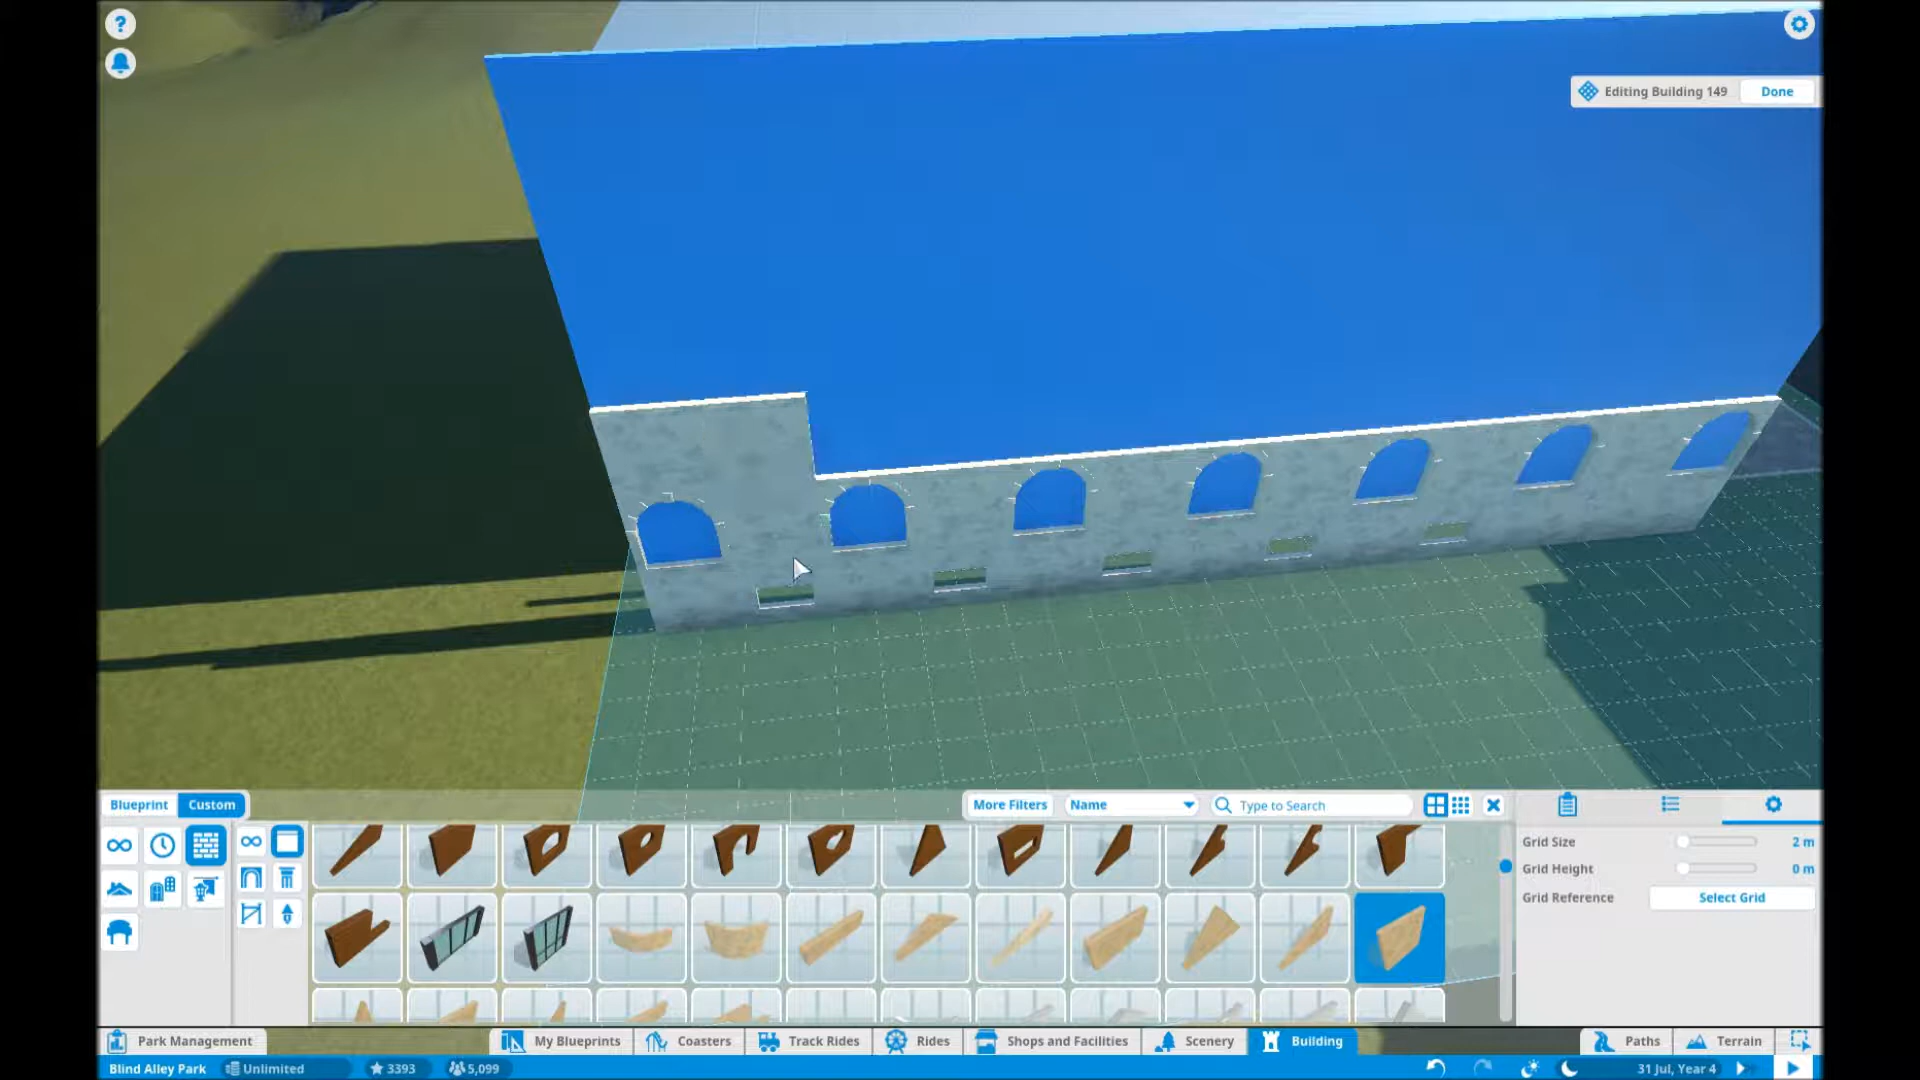 ?
Editing Building 149 Done
Blueprint Custom More Filters Name Type to Search
Grid Size 2 m
Grid Height 0 m
Grid Reference Select Grid
Park Management My Blueprints Coasters Track Rides Rides Shops and Facilities Scenery Building Paths Terrain
Blind Alley Park Unlimited 3393 5,099 31 Jul, Year 4